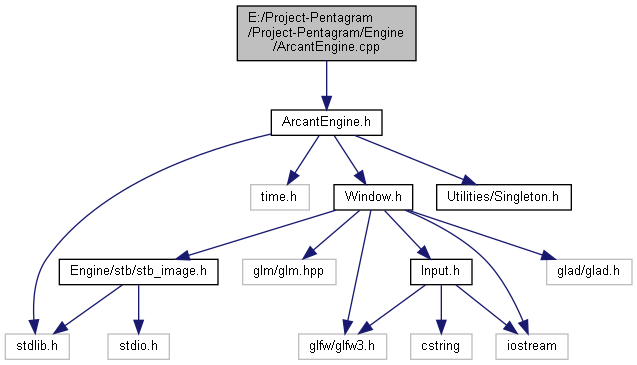 E:/Project-Pentagram
/Project-Pentagram/Engine
/ArcantEngine.cpp
ArcantEngine.h
time.h
Window.h
Utilities/Singleton.h
Engine/stb/stb_image.h
glm/glm.hpp
Input.h
glad/glad.h
stdlib.h
stdio.h
glfw/glfw3.h
cstring
iostream